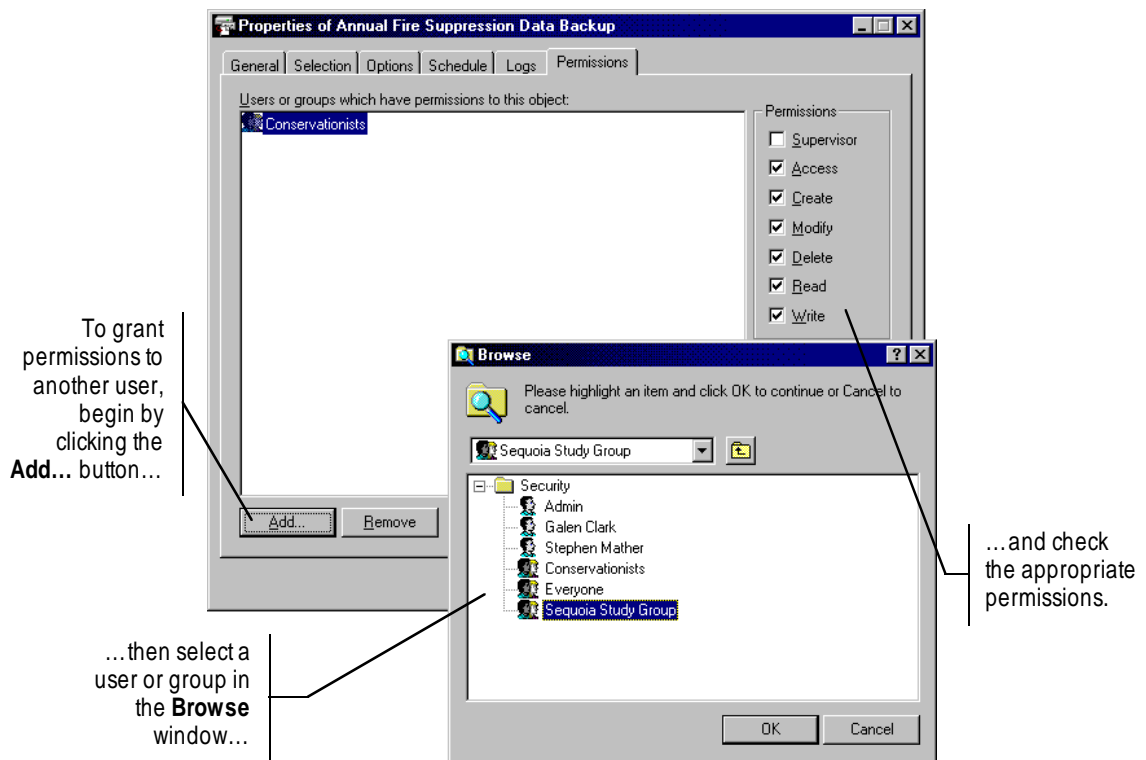 Properties of Annual Fire Suppression Data Backup
General Selection Options Schedule Logs Permissions
Users or groups which have permissions to this object:
Conservationists
Permissions
Supervisor
Access
Create
Modify
Delete
Read
Write
Add...
Remove
To grant
permissions to
another user,
begin by
clicking the
Add... button…
Browse
Please highlight an item and click OK to continue or Cancel to
cancel.
Sequoia Study Group
Security
Admin
Galen Clark
Stephen Mather
Conservationists
Everyone
Sequoia Study Group
OK
Cancel
…and check
the appropriate
permissions.
…then select a
user or group in
the Browse
window…